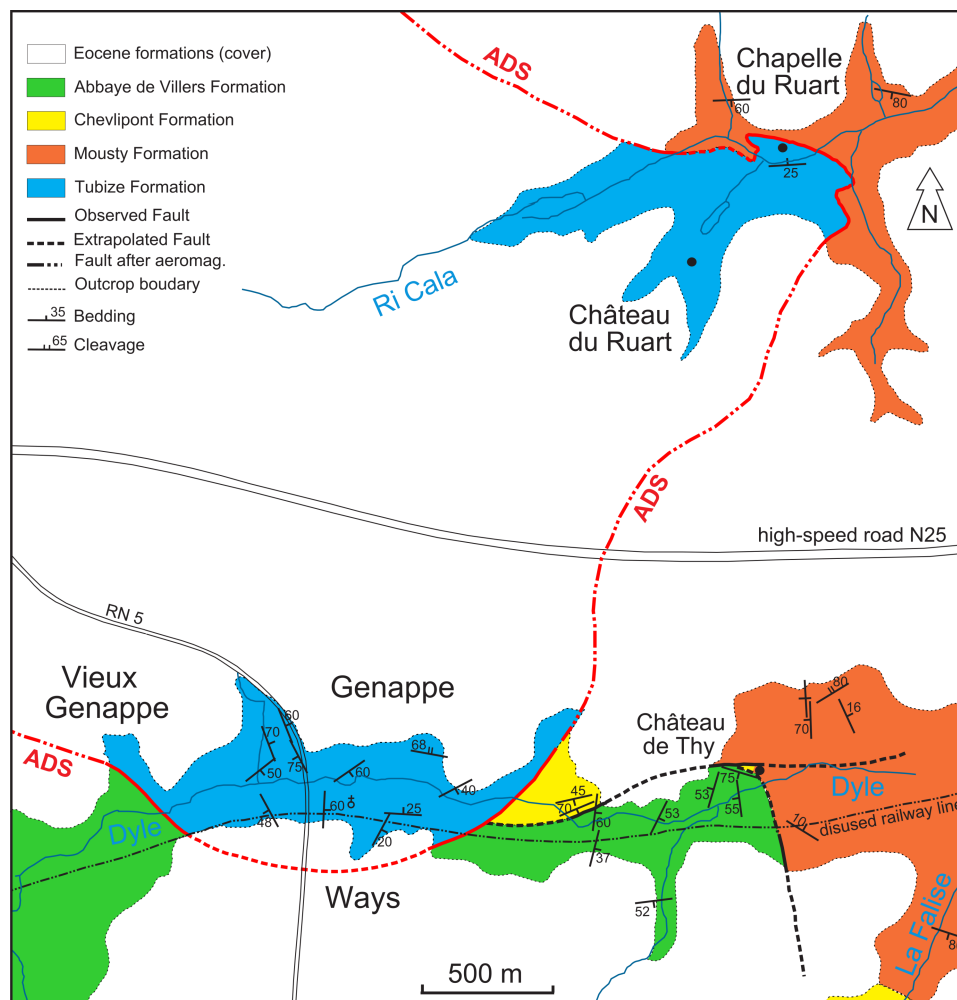 Eocene formations (cover)
Abbaye de Villers Formation
Chevlipont Formation
Mousty Formation
Tubize Formation
Observed Fault
Extrapolated Fault
Fault after aeromag.
Outcrop boudary
35 Bedding
65 Cleavage
ADS
Chapelle
du Ruart
60
80
25
N
Ri Cala
Château
du Ruart
ADS
high-speed road N25
RN 5
Vieux
Genappe
Genappe
ADS
Château
de Thy
60
70
75
50
68
60
40
48
60
25
20
45
70
60
37
53
53
75
55
52
80
70
16
10
Dyle
Dyle
disused railway line
Ways
La Falise
500 m